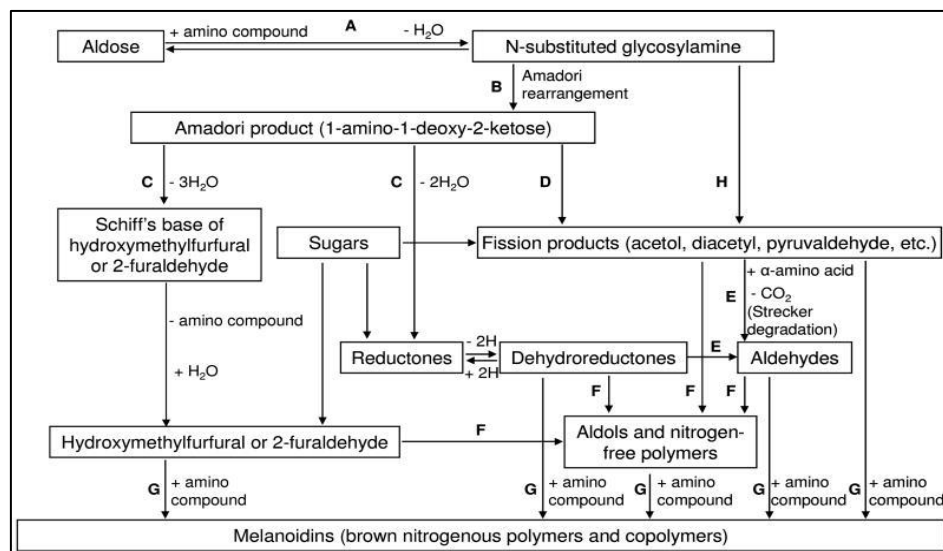 + amino compound A - H₂O
Aldose
N-substituted glycosylamine
B Amadori
rearrangement
Amadori product (1-amino-1-deoxy-2-ketose)
C - 3H₂O
C - 2H₂O
D
H
Schiff's base of
hydroxymethylfurfural
or 2-furaldehyde
Sugars
Fission products (acetol, diacetyl, pyruvaldehyde, etc.)
+ α-amino acid
E - CO₂
(Strecker
degradation)
- amino compound
+ H₂O
Reductones
- 2H
+ 2H
Dehydroreductones
E
Aldehydes
F
F
F
Hydroxymethylfurfural or 2-furaldehyde
F
Aldols and nitrogen-
free polymers
G + amino
compound
G + amino
compound
G + amino
compound
G + amino
compound
G + amino
compound
Melanoidins (brown nitrogenous polymers and copolymers)